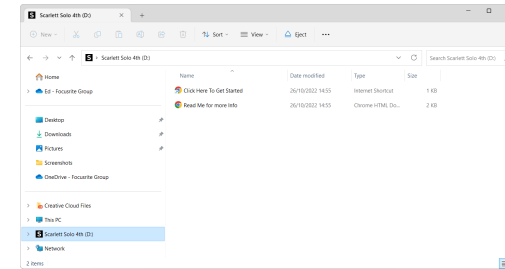 Scarlett Solo 4th (D:)
New
Sort
View
Eject
Scarlett Solo 4th (D:)
Search Scarlett Solo 4th (D:)
Home
Ed - Focusrite Group
Desktop
Downloads
Pictures
Screenshots
OneDrive - Focusrite Group
Creative Cloud Files
This PC
Scarlett Solo 4th (D:)
Network
Name Date modified Type Size
Click Here To Get Started 26/10/2022 14:55 Internet Shortcut 1 KB
Read Me for more info 26/10/2022 14:55 Chrome HTML Do... 2 KB
2 items